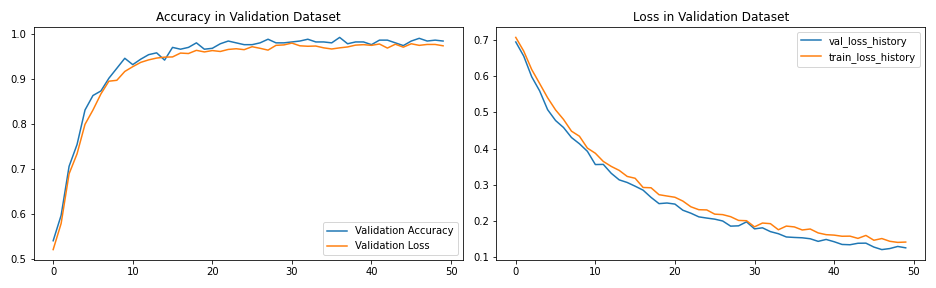 Accuracy in Validation Dataset
1.0
0.9
0.8
0.7
0.6
0.5
0 10 20 30 40 50
Validation Accuracy
Validation Loss
Loss in Validation Dataset
0.7
0.6
0.5
0.4
0.3
0.2
0.1
0 10 20 30 40 50
val_loss_history
train_loss_history